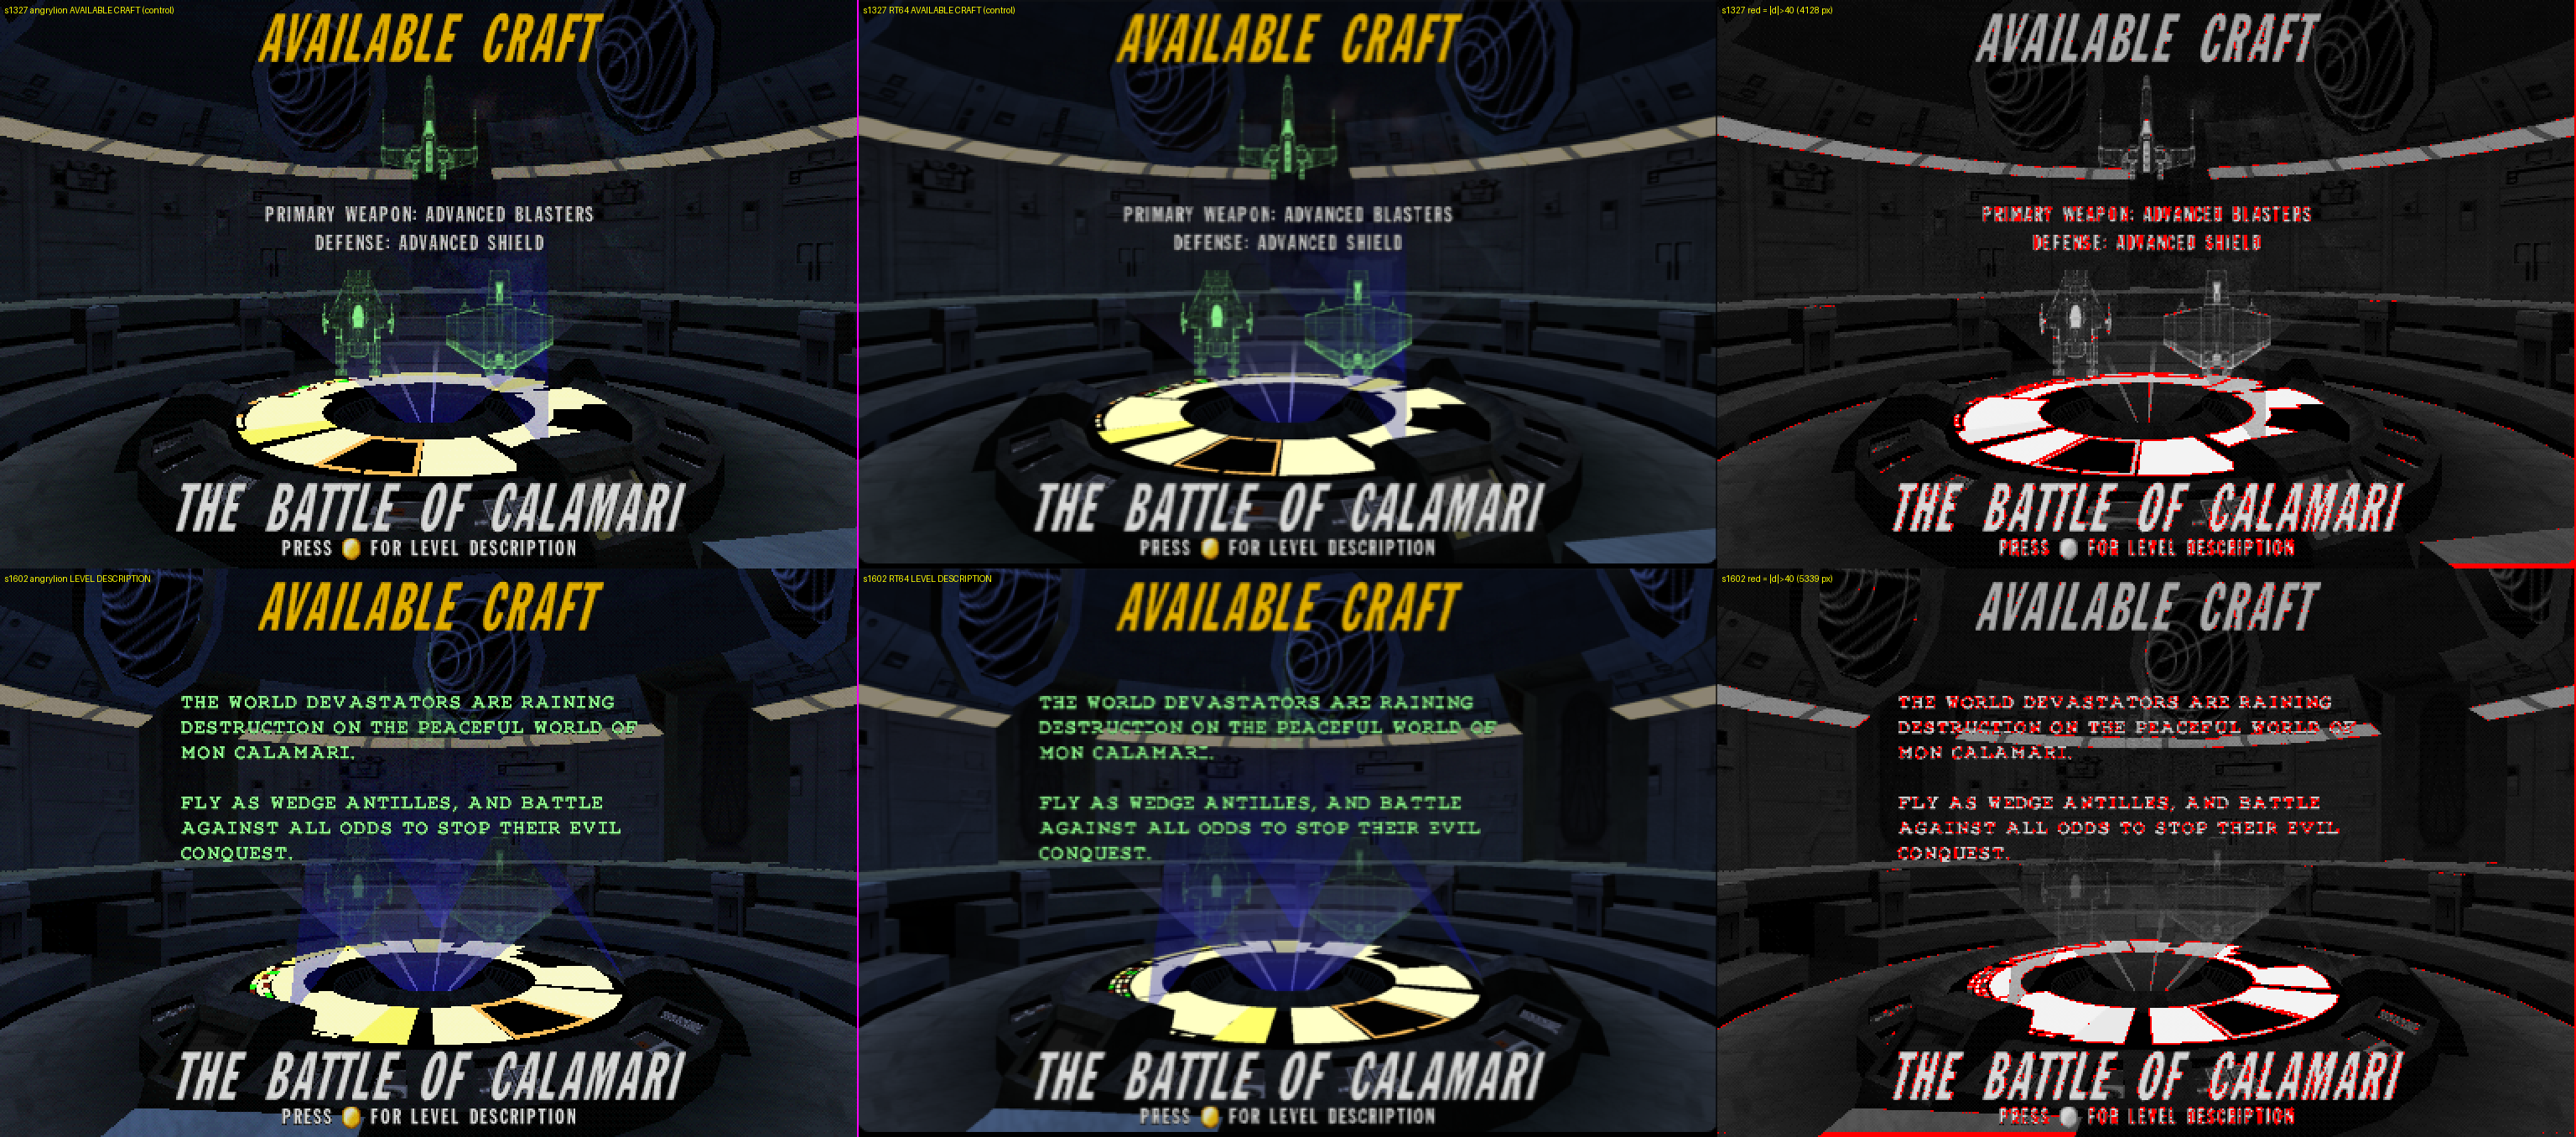 s1327 angrylion AVAILABLE CRAFT (control)
AVAILABLE CRAFT
PRIMARY WEAPON: ADVANCED BLASTERS
DEFENSE: ADVANCED SHIELD
THE BATTLE OF CALAMARI
PRESS FOR LEVEL DESCRIPTION
s1327 RT64 AVAILABLE CRAFT (control)
AVAILABLE CRAFT
PRIMARY WEAPON: ADVANCED BLASTERS
DEFENSE: ADVANCED SHIELD
THE BATTLE OF CALAMARI
PRESS FOR LEVEL DESCRIPTION
s1327 red = |d|>40 (4128 px)
AVAILABLE CRAFT
PRIMARY WEAPON: ADVANCED BLASTERS
DEFENSE: ADVANCED SHIELD
THE BATTLE OF CALAMARI
PRESS FOR LEVEL DESCRIPTION
s1602 angrylion LEVEL DESCRIPTION
AVAILABLE CRAFT
THE WORLD DEVASTATORS ARE RAINING
DESTRUCTION ON THE PEACEFUL WORLD OF
MON CALAMARI.
FLY AS WEDGE ANTILLES, AND BATTLE
AGAINST ALL ODDS TO STOP THEIR EVIL
CONQUEST.
THE BATTLE OF CALAMARI
PRESS FOR LEVEL DESCRIPTION
s1602 RT64 LEVEL DESCRIPTION
AVAILABLE CRAFT
THE WORLD DEVASTATORS ARE RAINING
DESTRUCTION ON THE PEACEFUL WORLD OF
MON CALAMARI.
FLY AS WEDGE ANTILLES, AND BATTLE
AGAINST ALL ODDS TO STOP THEIR EVIL
CONQUEST.
THE BATTLE OF CALAMARI
PRESS FOR LEVEL DESCRIPTION
s1602 red = |d|>40 (5339 px)
AVAILABLE CRAFT
THE WORLD DEVASTATORS ARE RAINING
DESTRUCTION ON THE PEACEFUL WORLD OF
MON CALAMARI.
FLY AS WEDGE ANTILLES, AND BATTLE
AGAINST ALL ODDS TO STOP THEIR EVIL
CONQUEST.
THE BATTLE OF CALAMARI
PRESS FOR LEVEL DESCRIPTION